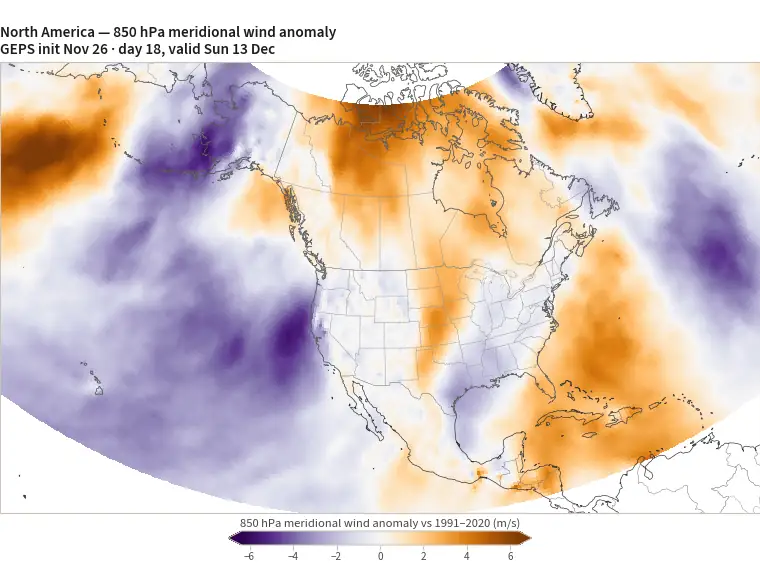 North America — 850 hPa meridional wind anomaly
GEPS init Nov 26 · day 18, valid Sun 13 Dec
850 hPa meridional wind anomaly vs 1991–2020 (m/s)
−6 −4 −2 0 2 4 6